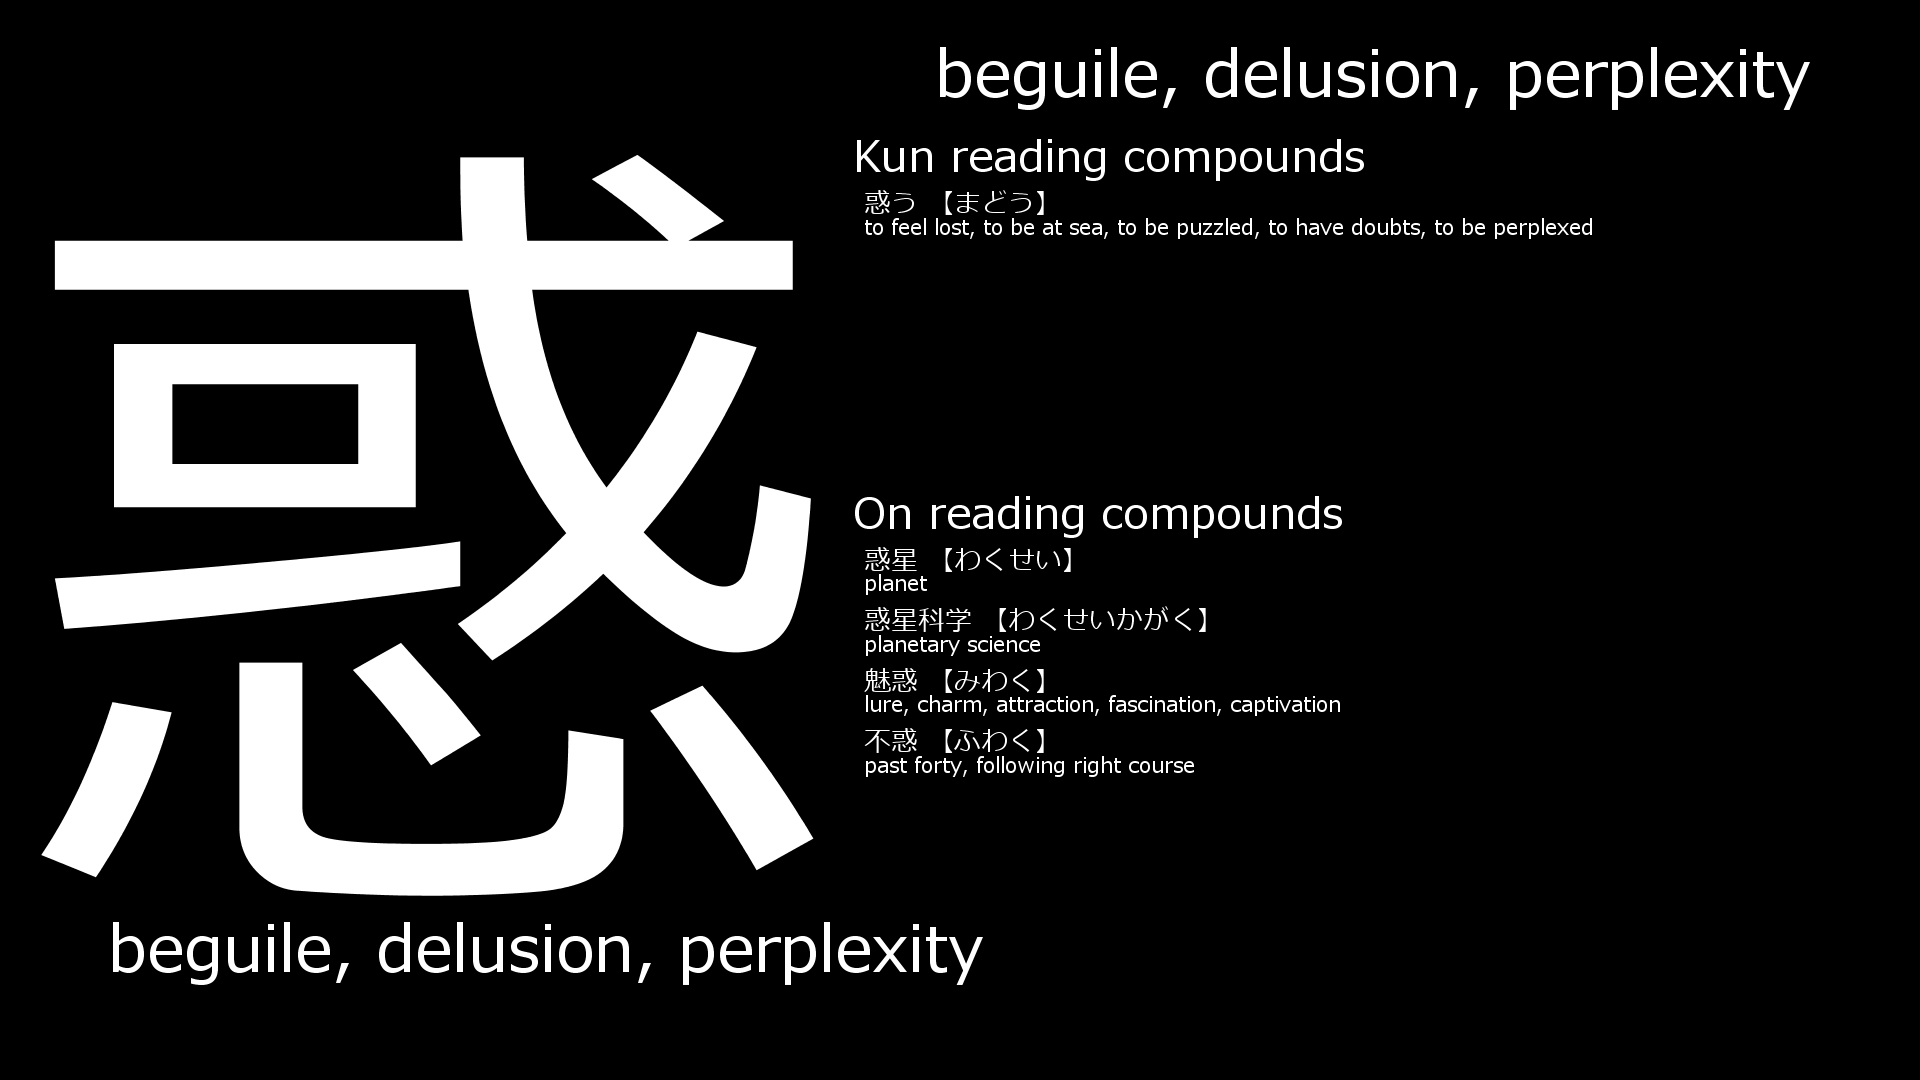 惑
beguile, delusion, perplexity
beguile, delusion, perplexity
Kun reading compounds
惑う 【まどう】
to feel lost, to be at sea, to be puzzled, to have doubts, to be perplexed
On reading compounds
惑星 【わくせい】
planet
惑星科学 【わくせいかがく】
planetary science
魅惑 【みわく】
lure, charm, attraction, fascination, captivation
不惑 【ふわく】
past forty, following right course